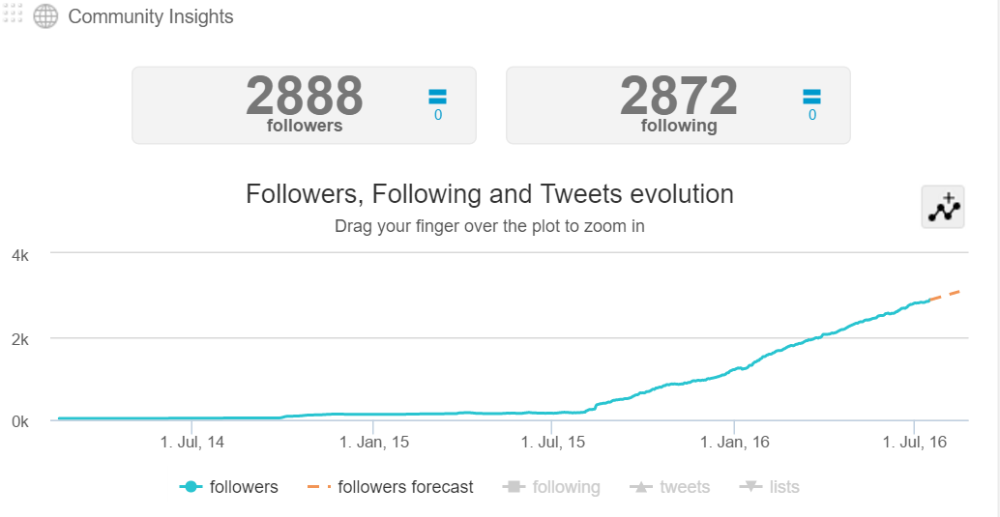 Community Insights
2888 0
followers
2872 0
following
Followers, Following and Tweets evolution
Drag your finger over the plot to zoom in
4k
2k
0k
1. Jul, 14 1. Jan, 15 1. Jul, 15 1. Jan, 16 1. Jul, 16
followers followers forecast following tweets lists